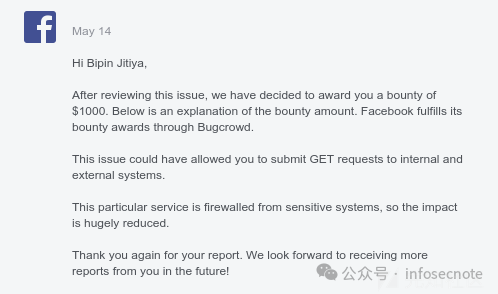 May 14
Hi Bipin Jitiya,
After reviewing this issue, we have decided to award you a bounty of
$1000. Below is an explanation of the bounty amount. Facebook fulfills its
bounty awards through Bugcrowd.
This issue could have allowed you to submit GET requests to internal and
external systems.
This particular service is firewalled from sensitive systems, so the impact
is hugely reduced.
Thank you again for your report. We look forward to receiving more
reports from you in the future!
公众号 · infosecnote